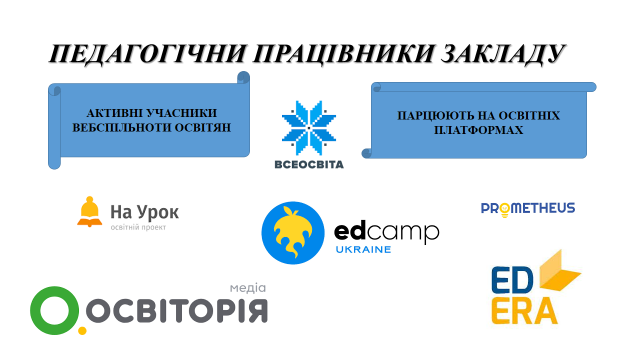 ПЕДАГОГІЧНИ ПРАЦІВНИКИ ЗАКЛАДУ
АКТИВНІ УЧАСНИКИ
ВЕБСПІЛЬНОТИ ОСВІТЯН
ПАРЦЮЮТЬ НА ОСВІТНІХ
ПЛАТФОРМАХ
ВСЕОСВІТА
На Урок
освітній проект
edcamp
UKRAINE
PROMETHEUS
медіа
ОСВІТОРІЯ
ED
ERA